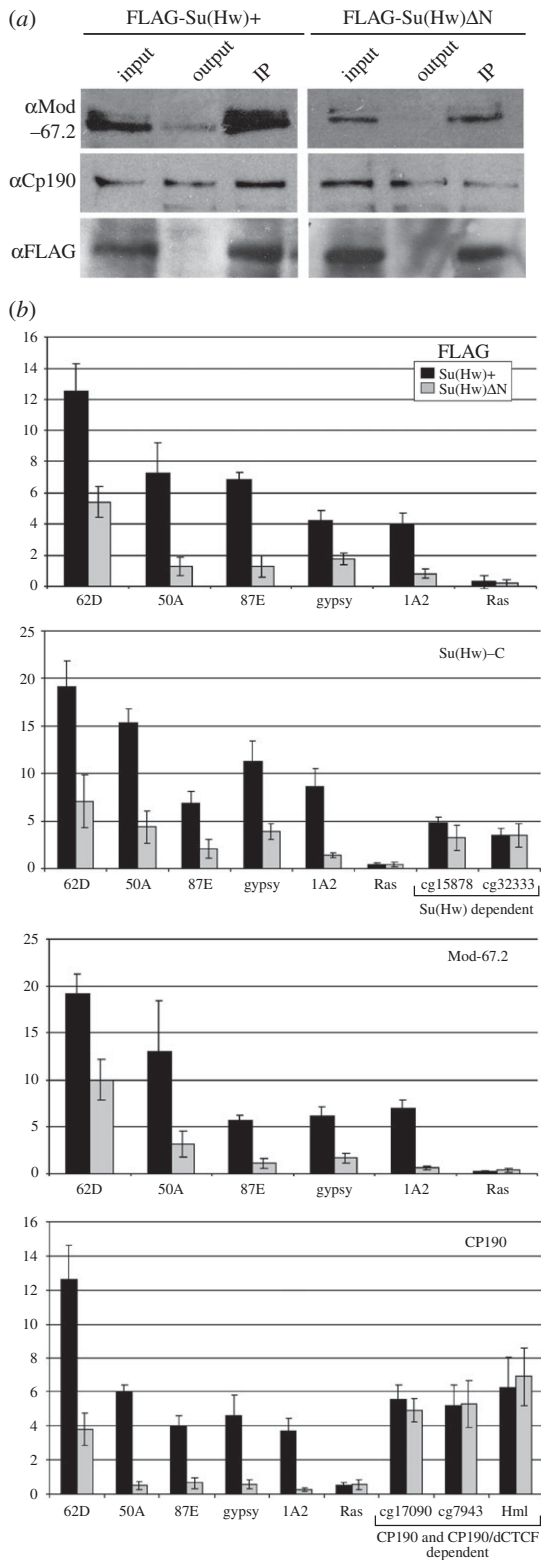 (a)
FLAG-Su(Hw)+ FLAG-Su(Hw)ΔN
input output IP input output IP
αMod
–67.2
αCp190
αFLAG
(b)
16
14
12
10
8
6
4
2
0
FLAG
Su(Hw)+
Su(Hw)ΔN
62D 50A 87E gypsy 1A2 Ras
25
20
15
10
5
0
Su(Hw)–C
62D 50A 87E gypsy 1A2 Ras cg15878 cg32333
Su(Hw) dependent
25
20
15
10
5
0
Mod-67.2
62D 50A 87E gypsy 1A2 Ras
16
14
12
10
8
6
4
2
0
CP190
62D 50A 87E gypsy 1A2 Ras cg17090 cg7943 Hml
CP190 and CP190/dCTCF
dependent